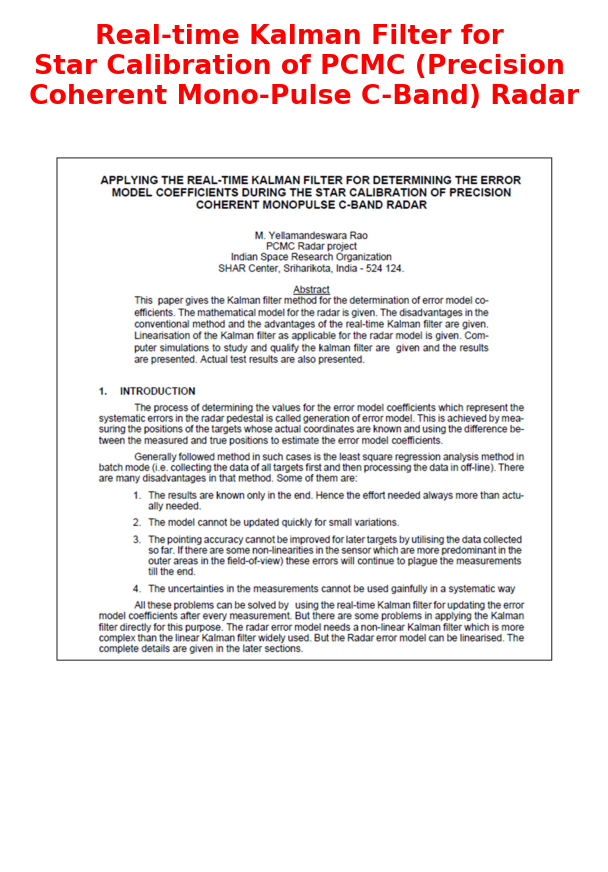 Real-time Kalman Filter for
Star Calibration of PCMC (Precision
Coherent Mono-Pulse C-Band) Radar
APPLYING THE REAL-TIME KALMAN FILTER FOR DETERMINING THE ERROR
MODEL COEFFICIENTS DURING THE STAR CALIBRATION OF PRECISION
COHERENT MONOPULSE C-BAND RADAR
M. Yellamandeswara Rao
PCMC Radar project
Indian Space Research Organization
SHAR Center, Sriharikota, India - 524 124.
Abstract
This paper gives the Kalman filter method for the determination of error model co-
efficients. The mathematical model for the radar is given. The disadvantages in the
conventional method and the advantages of the real-time Kalman filter are given.
Linearisation of the Kalman filter as applicable for the radar model is given. Com-
puter simulations to study and qualify the kalman filter are given and the results
are presented. Actual test results are also presented.
1. INTRODUCTION
The process of determining the values for the error model coefficients which represent the
systematic errors in the radar pedestal is called generation of error model. This is achieved by mea-
suring the positions of the targets whose actual coordinates are known and using the difference be-
tween the measured and true positions to estimate the error model coefficients.
Generally followed method in such cases is the least square regression analysis method in
batch mode (i.e. collecting the data of all targets first and then processing the data in off-line). There
are many disadvantages in that method. Some of them are:
1. The results are known only in the end. Hence the effort needed always more than actu-
ally needed.
2. The model cannot be updated quickly for small variations.
3. The pointing accuracy cannot be improved for later targets by utilising the data collected
so far. If there are some non-linearities in the sensor which are more predominant in the
outer areas in the field-of-view) these errors will continue to plague the measurements
till the end.
4. The uncertainties in the measurements cannot be used gainfully in a systematic way
All these problems can be solved by using the real-time Kalman filter for updating the error
model coefficients after every measurement. But there are some problems in applying the Kalman
filter directly for this purpose. The radar error model needs a non-linear Kalman filter which is more
complex than the linear Kalman filter widely used. But the Radar error model can be linearised. The
complete details are given in the later sections.